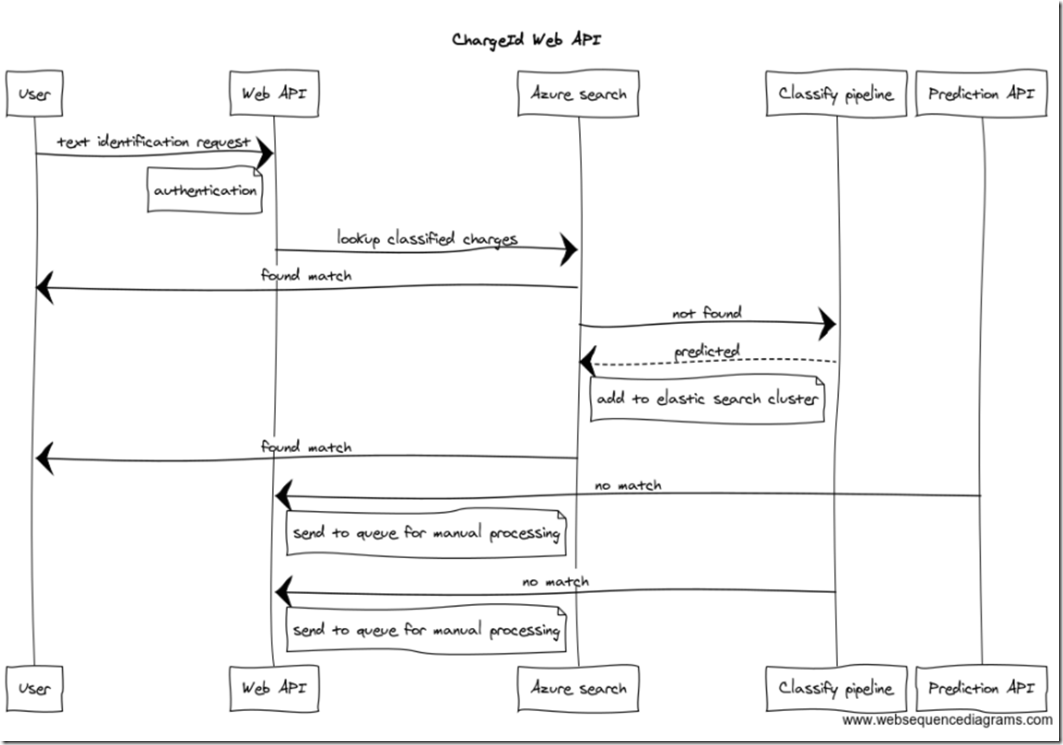 ChargeId Web API
User
Web API
Azure search
Classify pipeline
Prediction API
text identification request
authentication
lookup classified charges
found match
not found
predicted
add to elastic search cluster
found match
no match
send to queue for manual processing
no match
send to queue for manual processing
User
Web API
Azure search
Classify pipeline
Prediction API
www.websequencediagrams.com